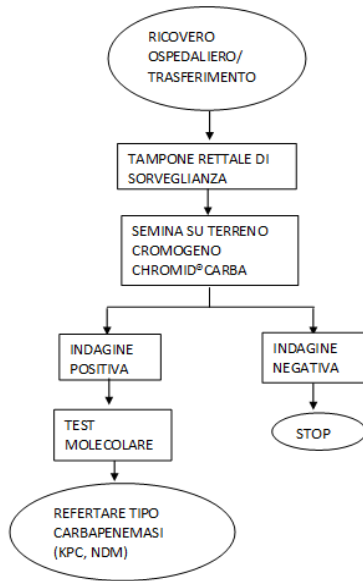 RICOVERO
OSPEDALIERO/
TRASFERIMENTO
TAMPONE RETTALE DI
SORVEGLIANZA
SEMINA SU TERRENO
CROMOGENO
CHROMID®CARBA
INDAGINE
POSITIVA
INDAGINE
NEGATIVA
TEST
MOLECOLARE
STOP
REFERTARE TIPO
CARBAPENEMASI
(KPC, NDM)